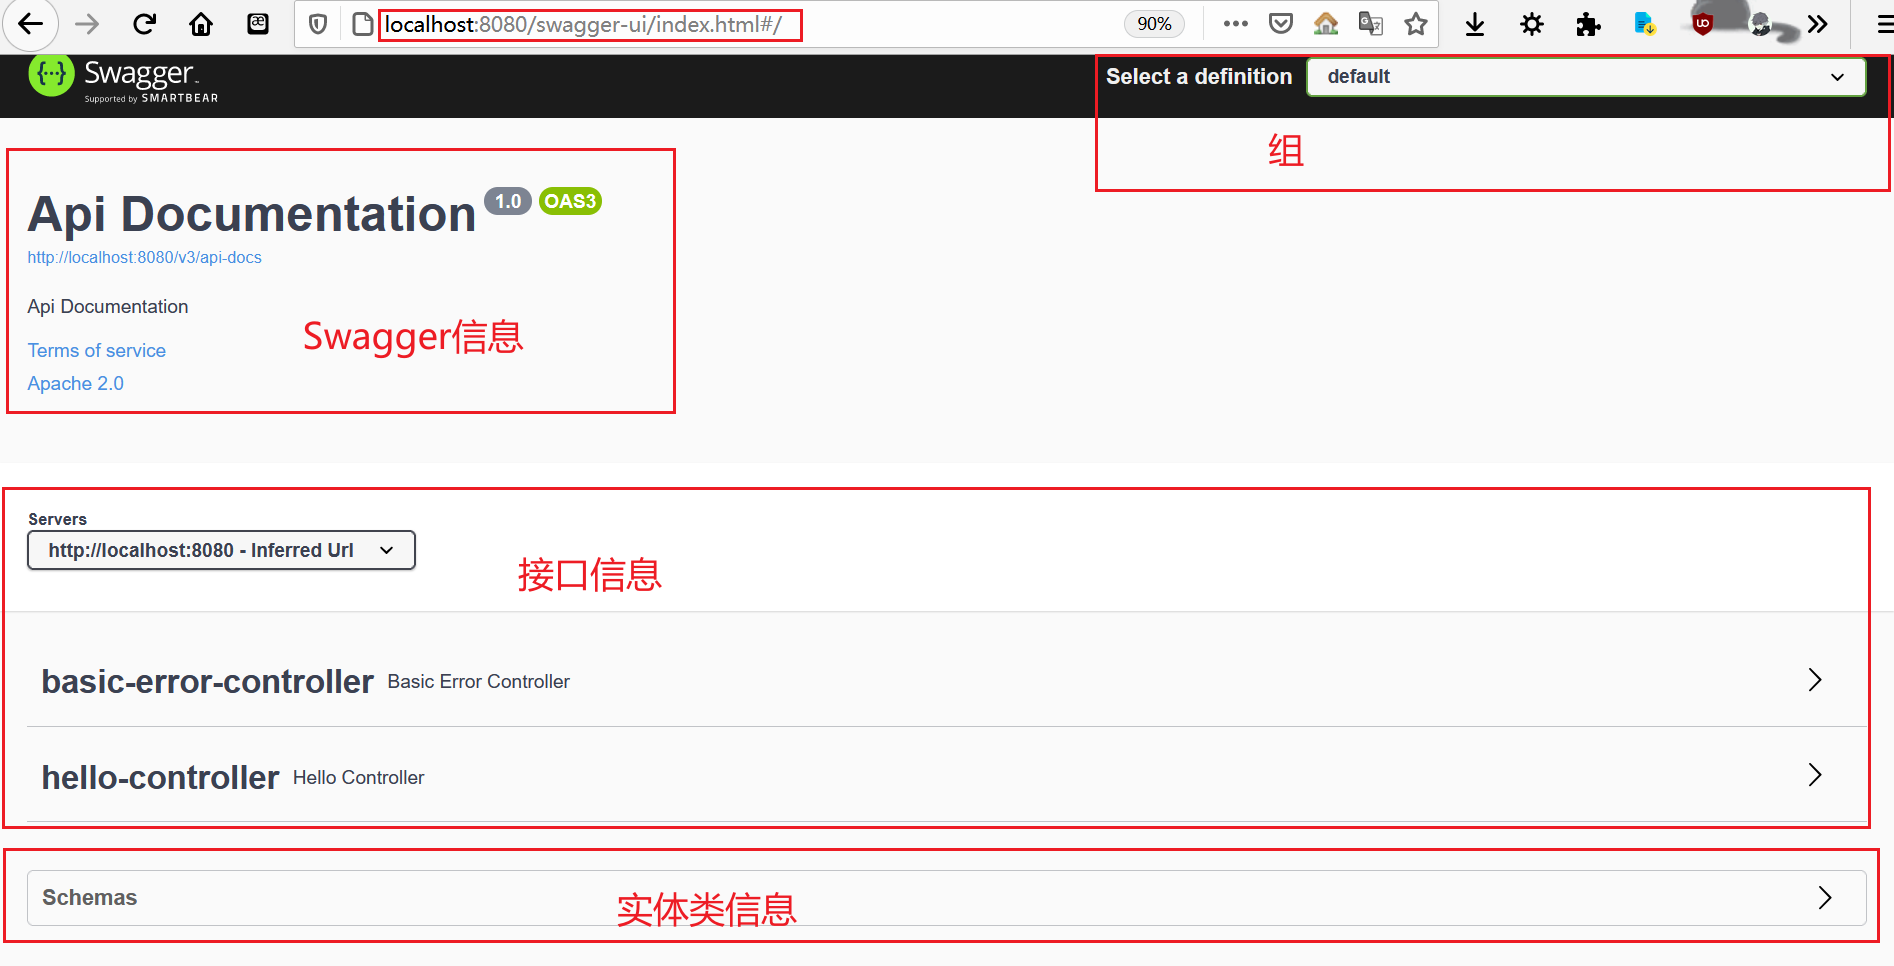 localhost:8080/swagger-ui/index.html#/
90%
Swagger
Supported by SMARTBEAR
Select a definition
default
组
Api Documentation
1.0
OAS3
http://localhost:8080/v3/api-docs
Api Documentation
Swagger信息
Terms of service
Apache 2.0
Servers
http://localhost:8080 - Inferred Url
接口信息
basic-error-controller Basic Error Controller
hello-controller Hello Controller
Schemas
实体类信息